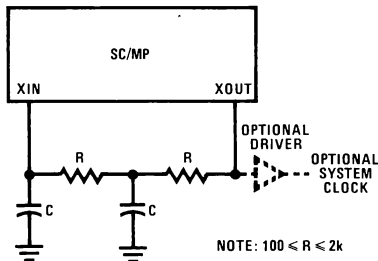 SC/MP
XIN XOUT
OPTIONAL
DRIVER
R R
OPTIONAL
SYSTEM
CLOCK
C C
NOTE: 100 ≤ R ≤ 2k